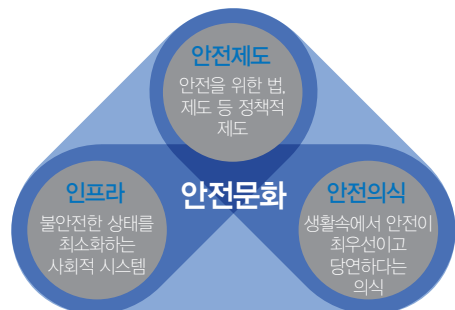 안전제도
안전을 위한 법,
제도 등 정책적
제도
인프라
불안전한 상태를
최소화하는
사회적 시스템
안전문화
안전의식
생활속에서 안전이
최우선이고
당연하다는
의식